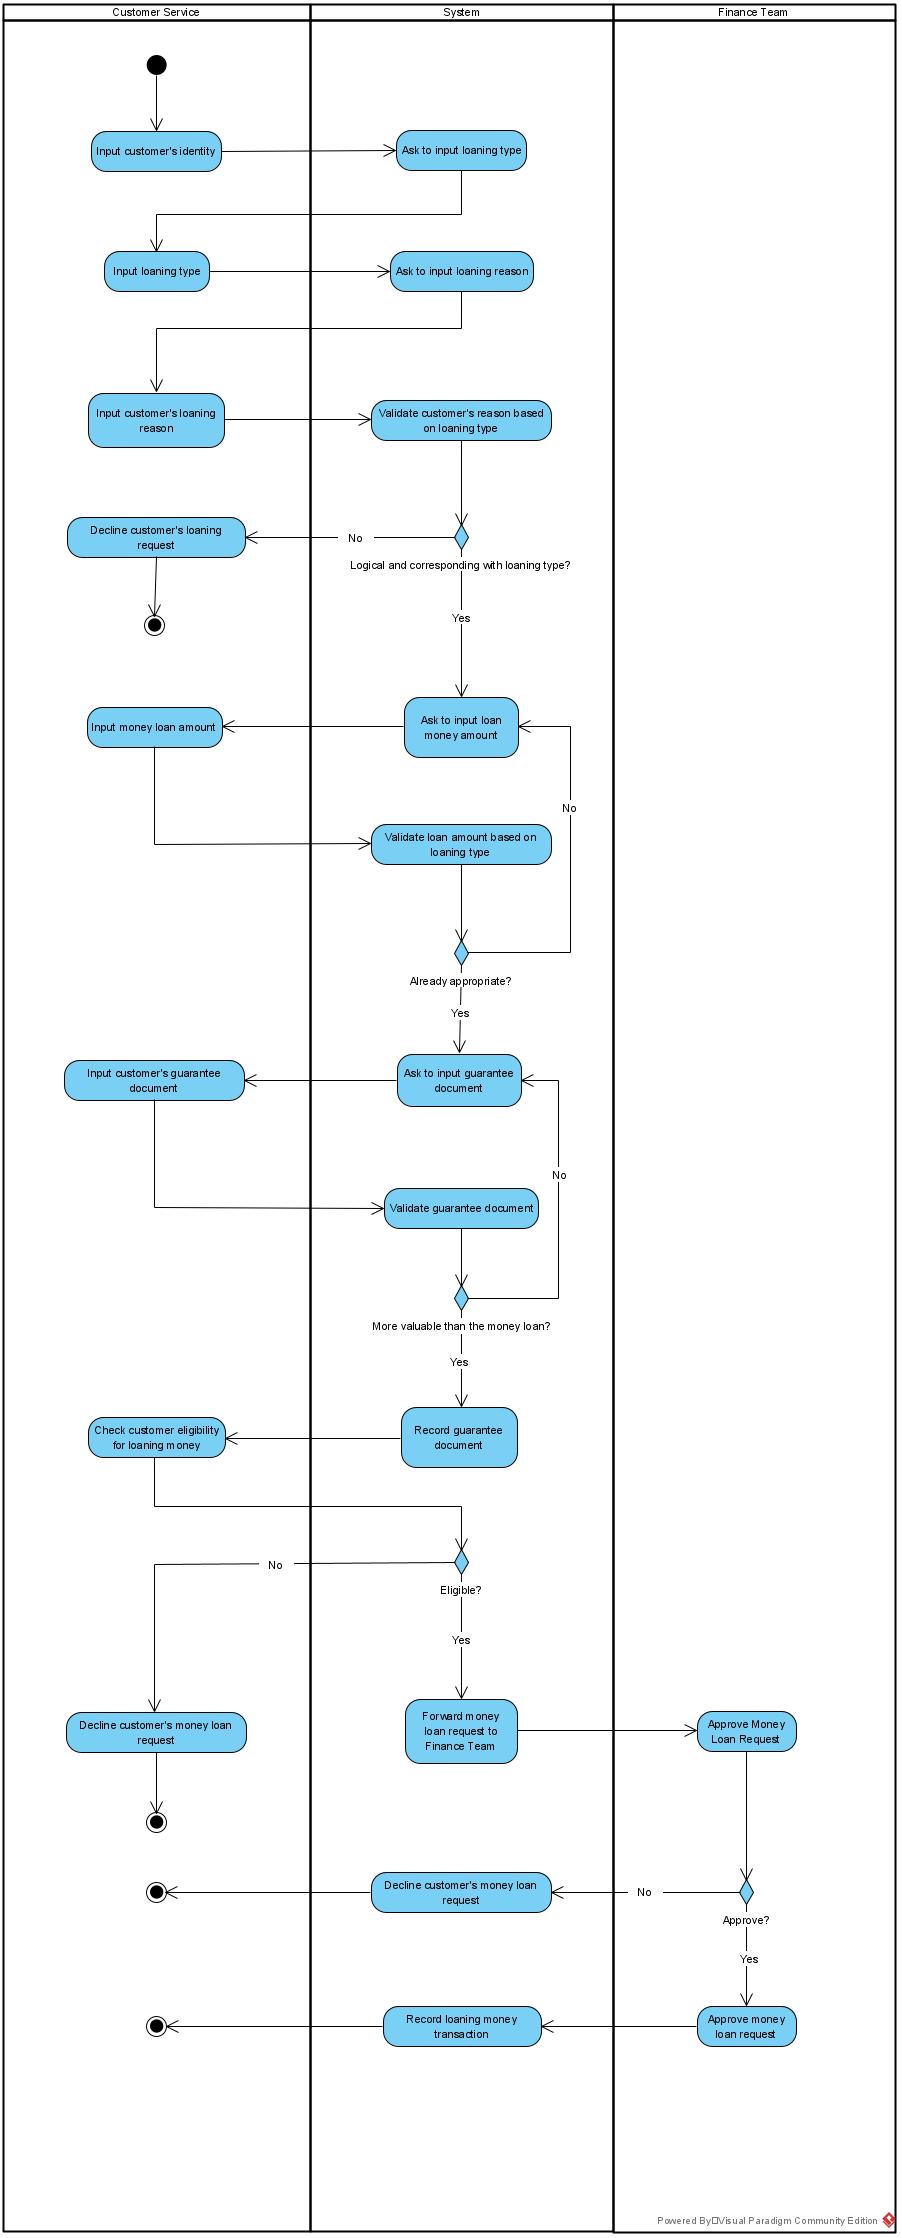 Customer Service
System
Finance Team
Input customer's identity
Ask to input loaning type
Input loaning type
Ask to input loaning reason
Input customer's loaning
reason
Validate customer's reason based
on loaning type
Decline customer's loaning
request
No
Logical and corresponding with loaning type?
Yes
Input money loan amount
Ask to input loan
money amount
No
Validate loan amount based on
loaning type
Already appropriate?
Yes
Input customer's guarantee
document
Ask to input guarantee
document
No
Validate guarantee document
More valuable than the money loan?
Yes
Check customer eligibility
for loaning money
Record guarantee
document
No
Eligible?
Yes
Decline customer's money loan
request
Forward money
loan request to
Finance Team
Approve Money
Loan Request
Decline customer's money loan
request
No
Approve?
Yes
Record loaning money
transaction
Approve money
loan request
Powered By□Visual Paradigm Community Edition